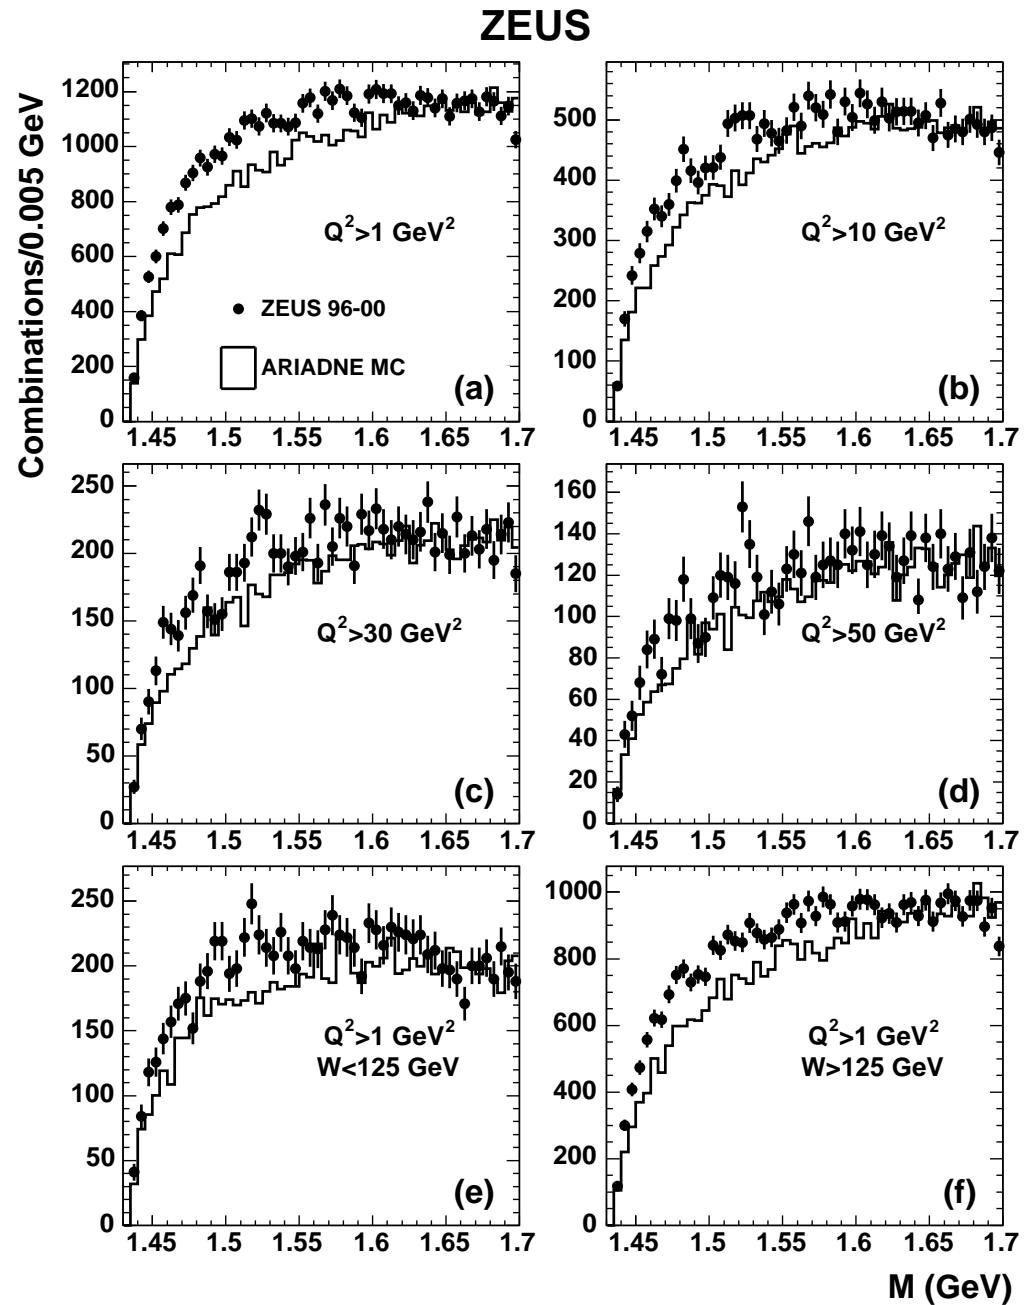 ZEUS
Combinations/0.005 GeV
1200
1000
800
600
400
200
0
Q²>1 GeV²
ZEUS 96-00
ARIADNE MC
(a)
1.45 1.5 1.55 1.6 1.65 1.7
500
400
300
200
100
0
Q²>10 GeV²
(b)
1.45 1.5 1.55 1.6 1.65 1.7
250
200
150
100
50
0
Q²>30 GeV²
(c)
1.45 1.5 1.55 1.6 1.65 1.7
160
140
120
100
80
60
40
20
0
Q²>50 GeV²
(d)
1.45 1.5 1.55 1.6 1.65 1.7
250
200
150
100
50
0
Q²>1 GeV²
W<125 GeV
(e)
1.45 1.5 1.55 1.6 1.65 1.7
1000
800
600
400
200
0
Q²>1 GeV²
W>125 GeV
(f)
1.45 1.5 1.55 1.6 1.65 1.7
M (GeV)